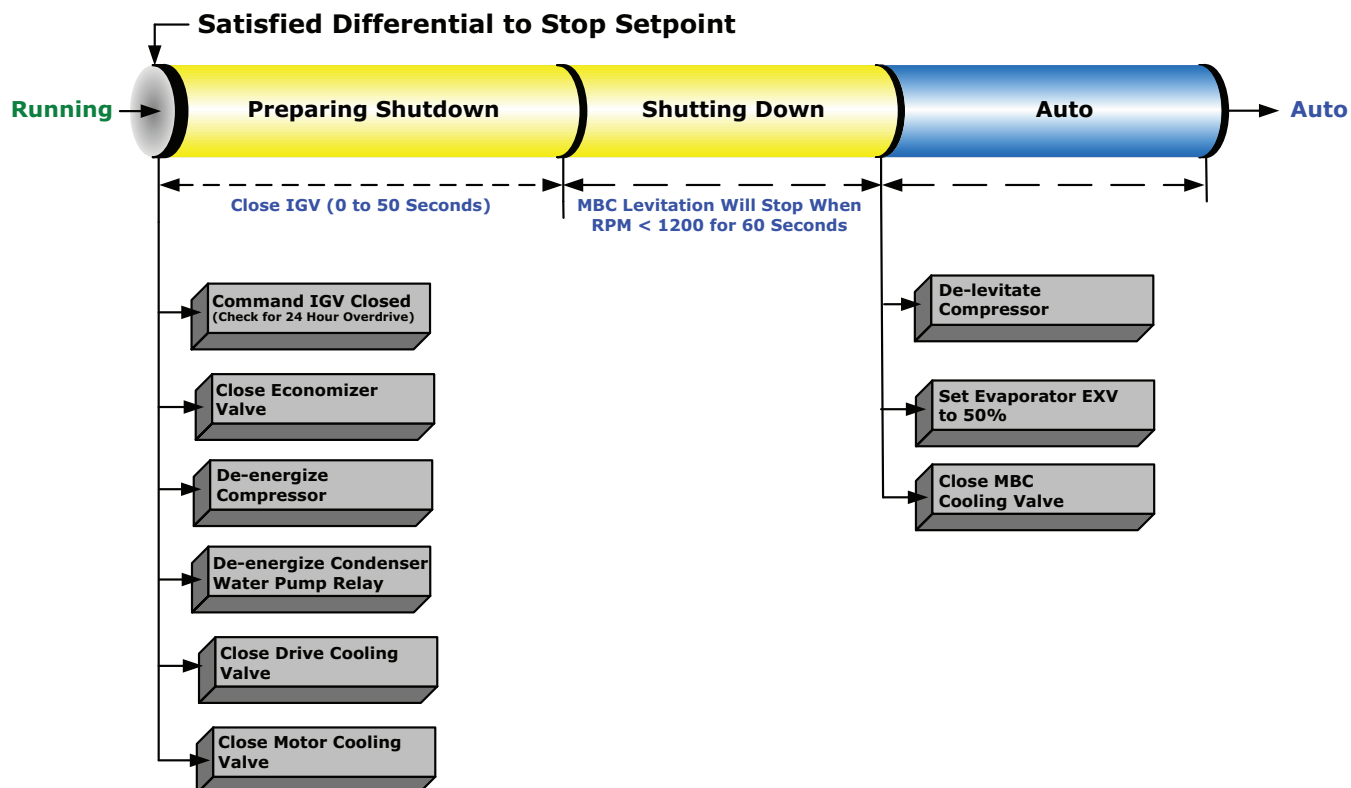 Satisfied Differential to Stop Setpoint
Running
Preparing Shutdown
Shutting Down
Auto
Auto
Close IGV (0 to 50 Seconds)
MBC Levitation Will Stop When
RPM < 1200 for 60 Seconds
Command IGV Closed
(Check for 24 Hour Overdrive)
Close Economizer
Valve
De-energize
Compressor
De-energize Condenser
Water Pump Relay
Close Drive Cooling
Valve
Close Motor Cooling
Valve
De-levitate
Compressor
Set Evaporator EXV
to 50%
Close MBC
Cooling Valve